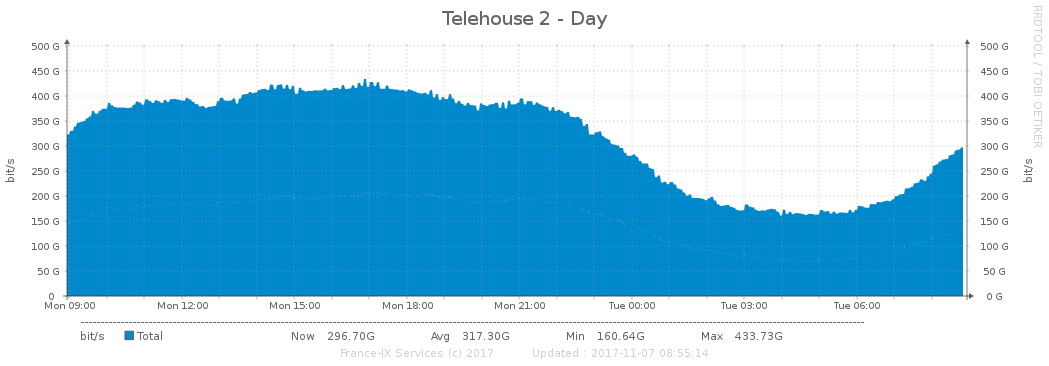 Telehouse 2 - Day
RRDTOOL / TOBI OETIKER
500 G 500 G
450 G 450 G
400 G 400 G
350 G 350 G
300 G 300 G
250 G 250 G
200 G 200 G
150 G 150 G
100 G 100 G
50 G 50 G
0 0 G
bit/s
bit/s
Mon 09:00 Mon 12:00 Mon 15:00 Mon 18:00 Mon 21:00 Tue 00:00 Tue 03:00 Tue 06:00
bit/s Total Now 296.70G Avg 317.30G Min 160.64G Max 433.73G
France-IX Services (c) 2017 Updated : 2017-11-07 08:55:14